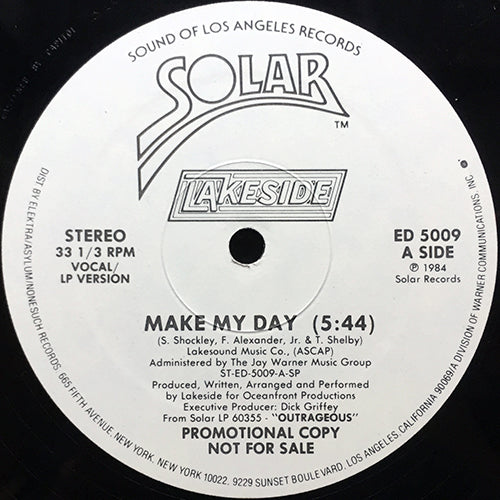 SOUND OF LOS ANGELES RECORDS
SOLAR
TM
LAKESIDE
STEREO
33 1/3 RPM
VOCAL/
LP VERSION
ED 5009
A SIDE
℗ 1984
Solar Records
MAKE MY DAY (5:44)
(S. Shockley, F. Alexander, Jr. & T. Shelby)
Lakesound Music Co., (ASCAP)
Administered by The Jay Warner Music Group
ST-ED-5009-A-SP
Produced, Written, Arranged and Performed
by Lakeside for Oceanfront Productions
Executive Producer: Dick Griffey
From Solar LP 60355 - "OUTRAGEOUS"
PROMOTIONAL COPY
NOT FOR SALE
DIST BY ELEKTRA/ASYLUM/NONESUCH RECORDS, 665 FIFTH AVENUE, NEW YORK, NEW YORK 10022. 9229 SUNSET BOULEVARD, LOS ANGELES, CALIFORNIA 90069/A DIVISION OF WARNER COMMUNICATIONS INC